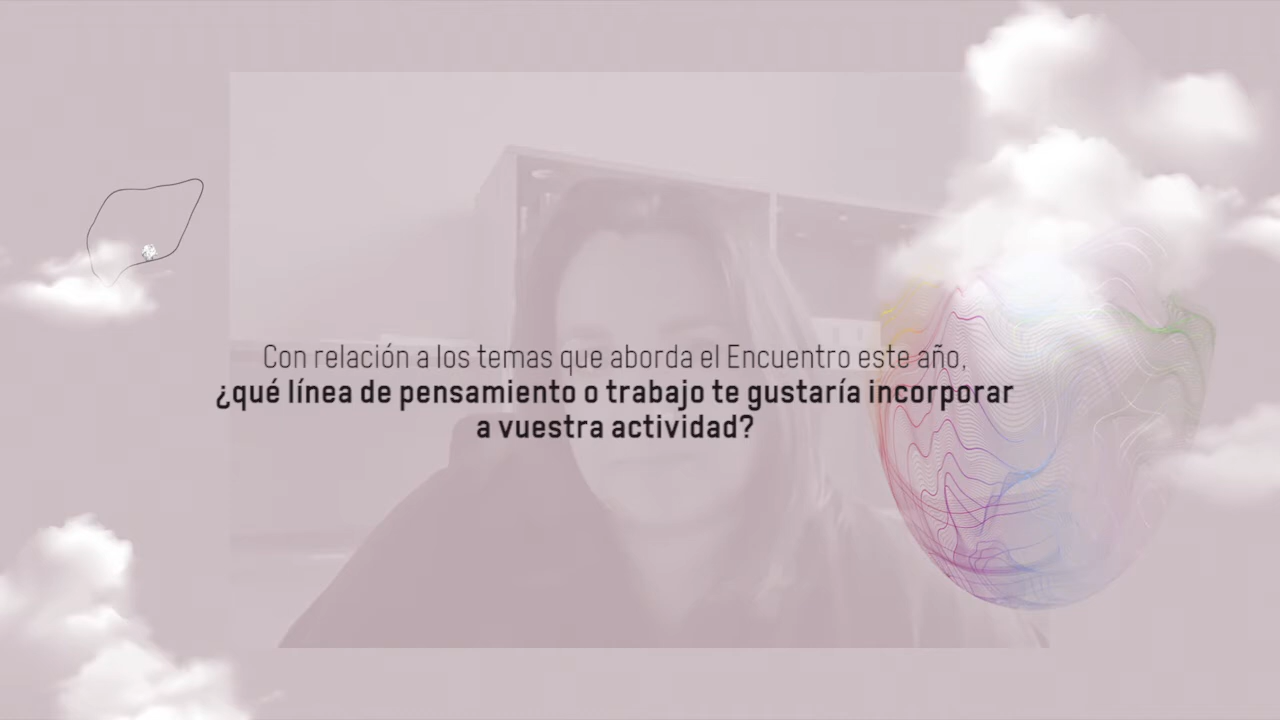 Con relación a los temas que aborda el Encuentro este año,
¿qué línea de pensamiento o trabajo te gustaría incorporar
a vuestra actividad?